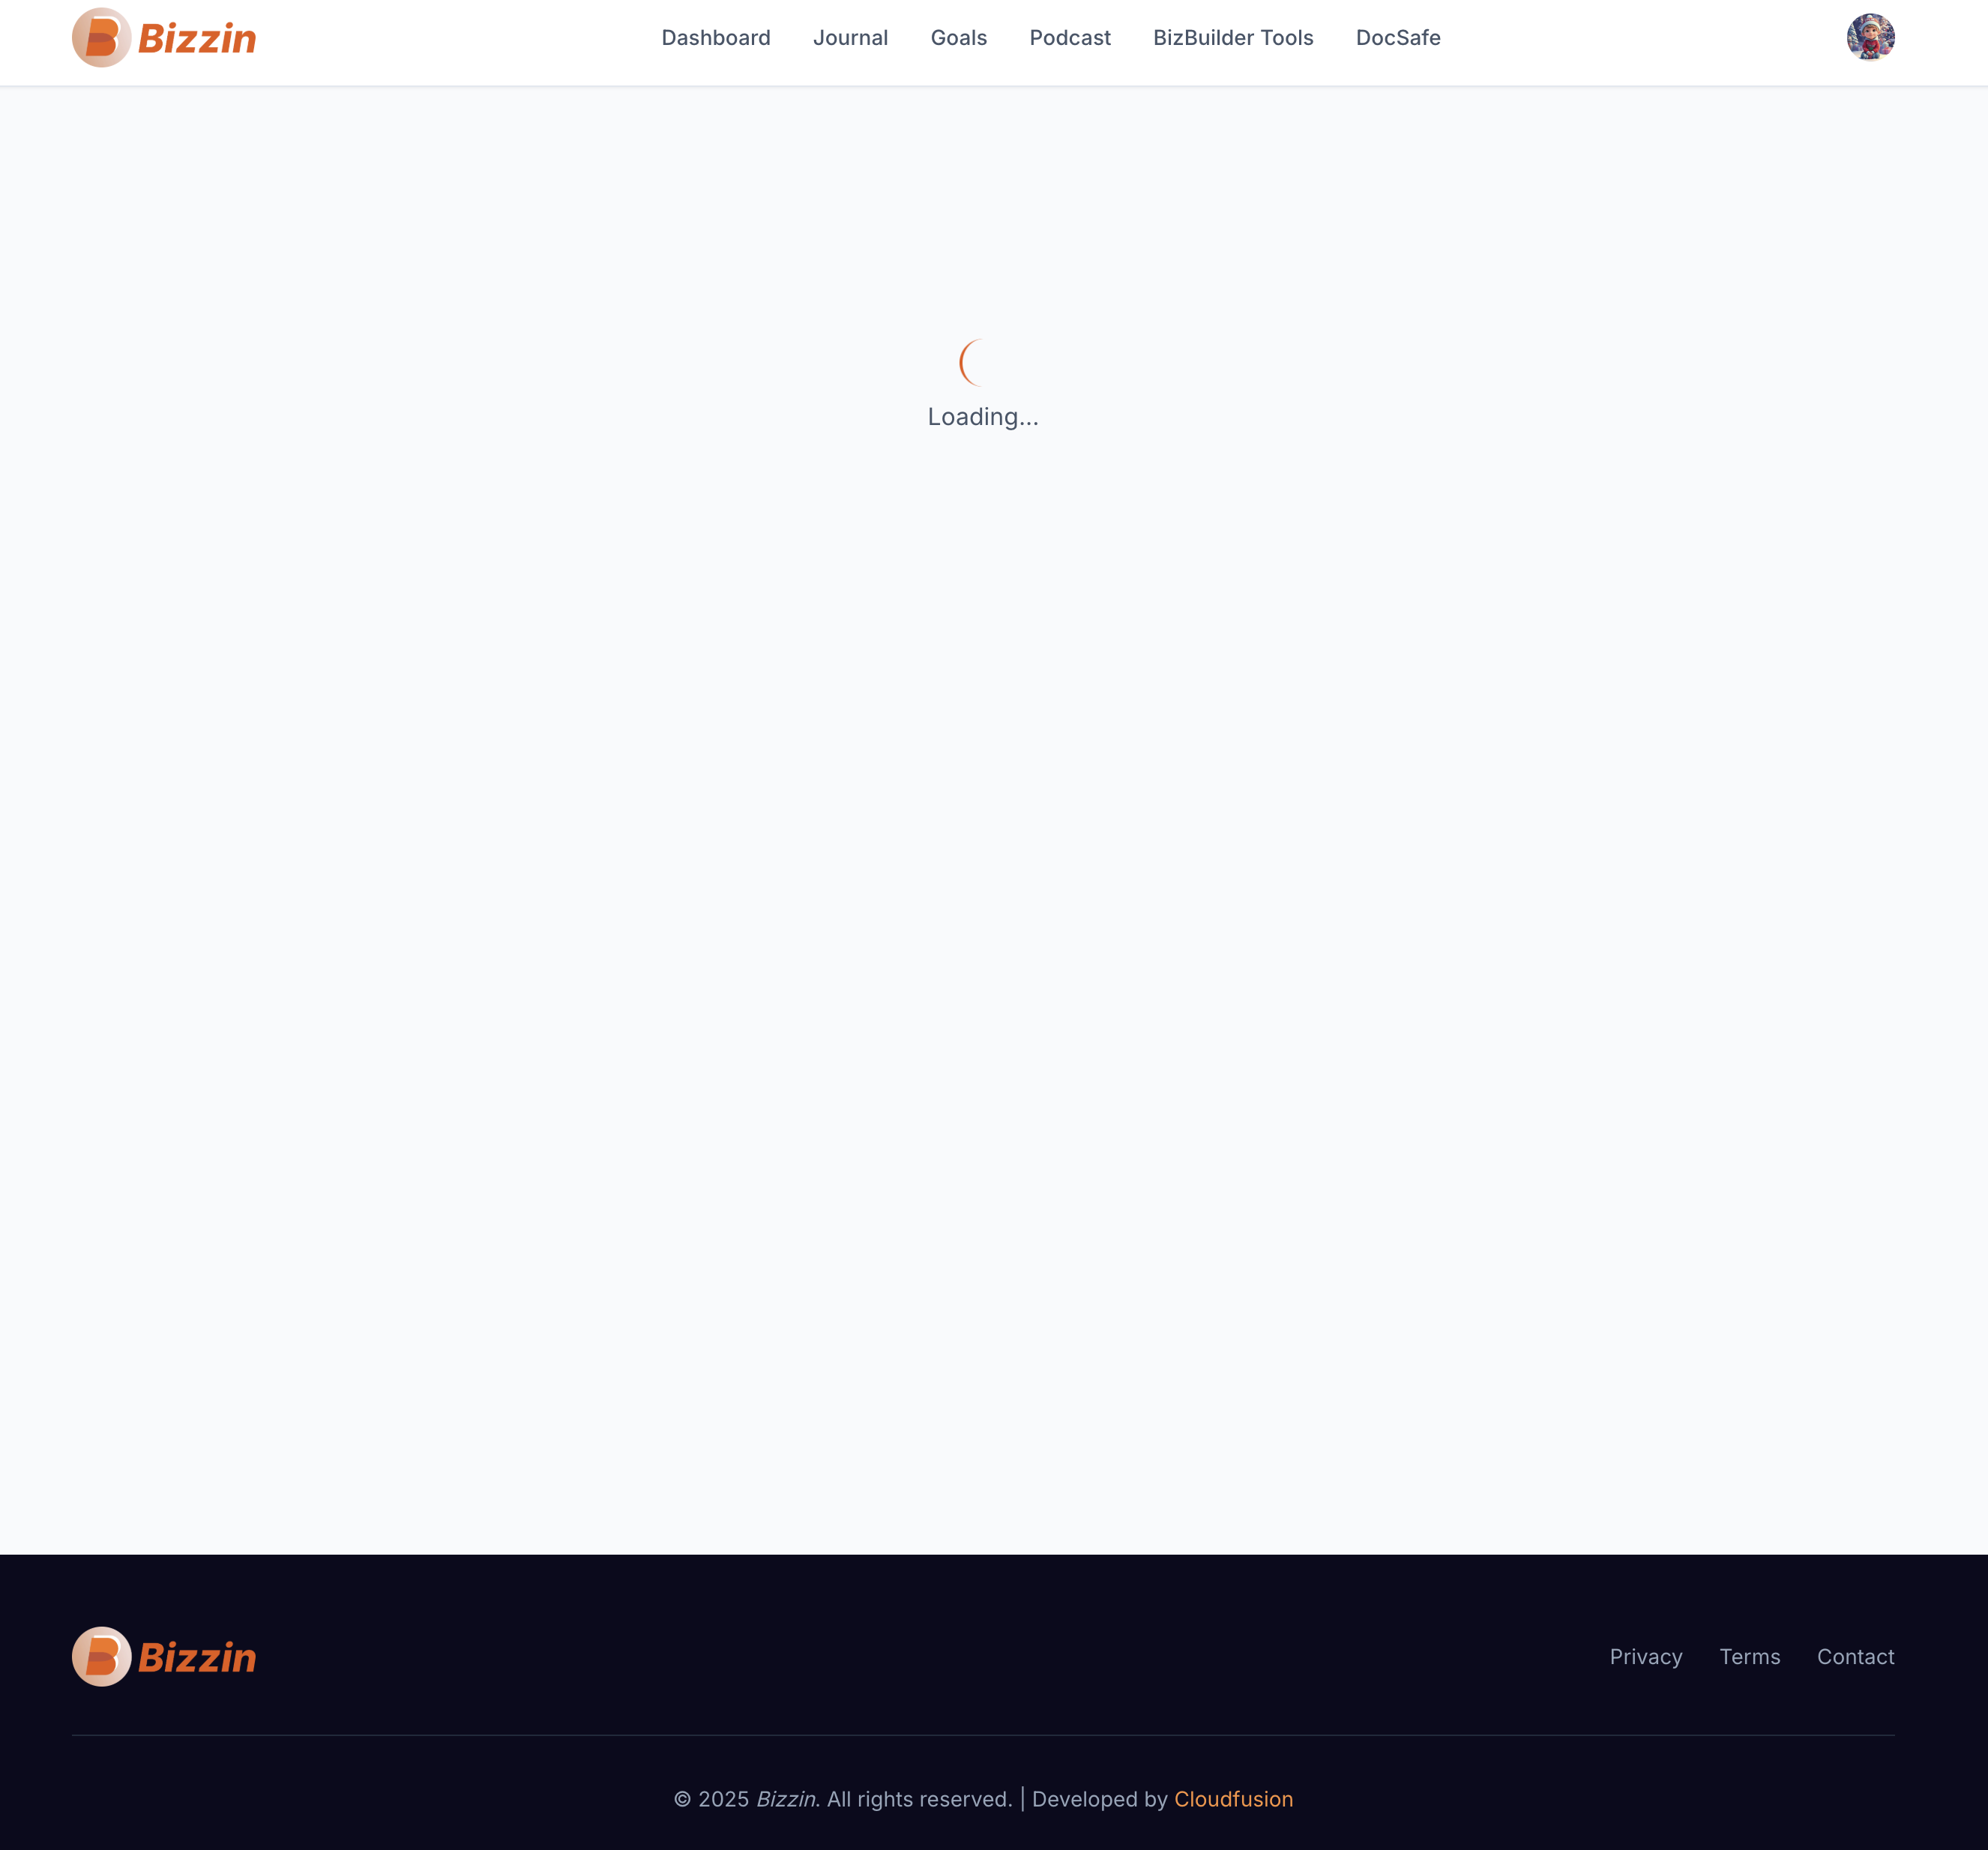 Bizzin
Dashboard Journal Goals Podcast BizBuilder Tools DocSafe
Loading...
Bizzin
Privacy Terms Contact
© 2025 Bizzin. All rights reserved. | Developed by Cloudfusion